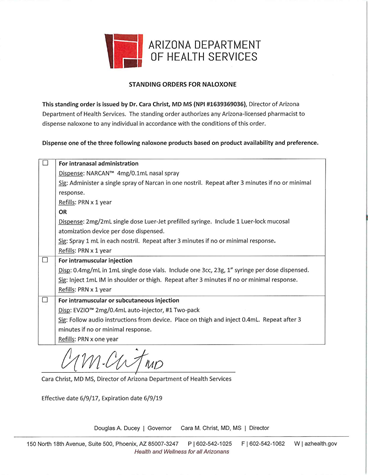 ARIZONA DEPARTMENT
OF HEALTH SERVICES
STANDING ORDERS FOR NALOXONE
This standing order is issued by Dr. Cara Christ, MD MS (NPI #1639369036), Director of Arizona
Department of Health Services. The standing order authorizes any Arizona-licensed pharmacist to
dispense naloxone to any individual in accordance with the conditions of this order.
Dispense one of the three following naloxone products based on product availability and preference.
For intranasal administration
Dispense: NARCAN™ 4mg/0.1mL nasal spray
Sig: Administer a single spray of Narcan in one nostril. Repeat after 3 minutes if no or minimal
response.
Refills: PRN x 1 year
OR
Dispense: 2mg/2mL single dose Luer-Jet prefilled syringe. Include 1 Luer-lock mucosal
atomization device per dose dispensed.
Sig: Spray 1 mL in each nostril. Repeat after 3 minutes if no or minimal response.
Refills: PRN x 1 year
For intramuscular injection
Disp: 0.4mg/mL in 1mL single dose vials. Include one 3cc, 23g, 1" syringe per dose dispensed.
Sig: Inject 1mL IM in shoulder or thigh. Repeat after 3 minutes if no or minimal response.
Refills: PRN x 1 year
For intramuscular or subcutaneous injection
Disp: EVZIO™ 2mg/0.4mL auto-injector, #1 Two-pack
Sig: Follow audio instructions from device. Place on thigh and inject 0.4mL. Repeat after 3
minutes if no or minimal response.
Refills: PRN x one year
MD
Cara Christ, MD MS, Director of Arizona Department of Health Services
Effective date 6/9/17, Expiration date 6/9/19
Douglas A. Ducey | Governor Cara M. Christ, MD, MS | Director
150 North 18th Avenue, Suite 500, Phoenix, AZ 85007-3247 P | 602-542-1025 F | 602-542-1062 W | azhealth.gov
Health and Wellness for all Arizonans